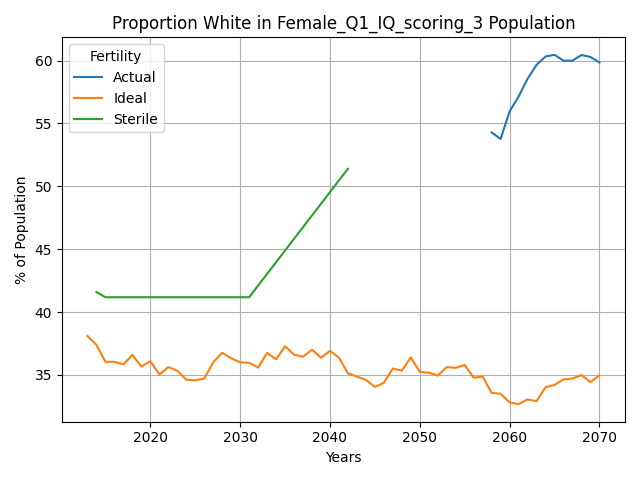 Proportion White in Female_Q1_IQ_scoring_3 Population
Fertility
Actual
Ideal
Sterile
% of Population
60
55
50
45
40
35
2020
2030
2040
2050
2060
2070
Years